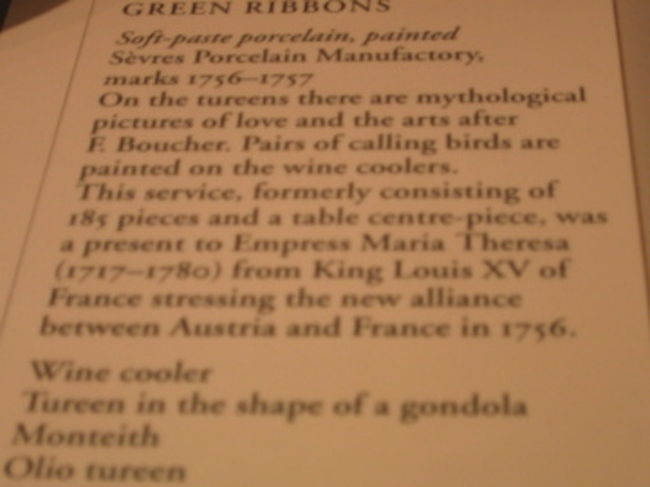 GREEN RIBBONS
Soft-paste porcelain, painted
Sèvres Porcelain Manufactory,
marks 1756–1757
On the tureens there are mythological
pictures of love and the arts after
F. Boucher. Pairs of calling birds are
painted on the wine coolers.
This service, formerly consisting of
185 pieces and a table centre-piece, was
a present to Empress Maria Theresa
(1717–1780) from King Louis XV of
France stressing the new alliance
between Austria and France in 1756.
Wine cooler
Tureen in the shape of a gondola
Monteith
Olio tureen